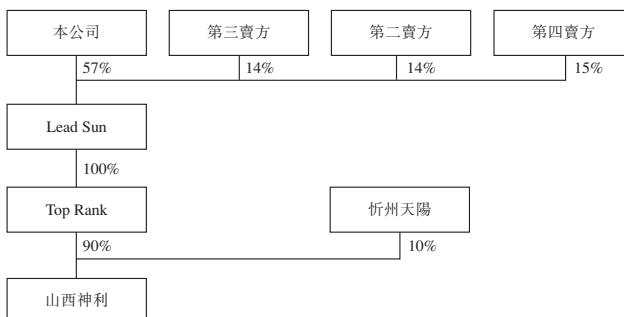 本公司 第三賣方 第二賣方 第四賣方
57% 14% 14% 15%
Lead Sun
100%
Top Rank 忻州天陽
90% 10%
山西神利